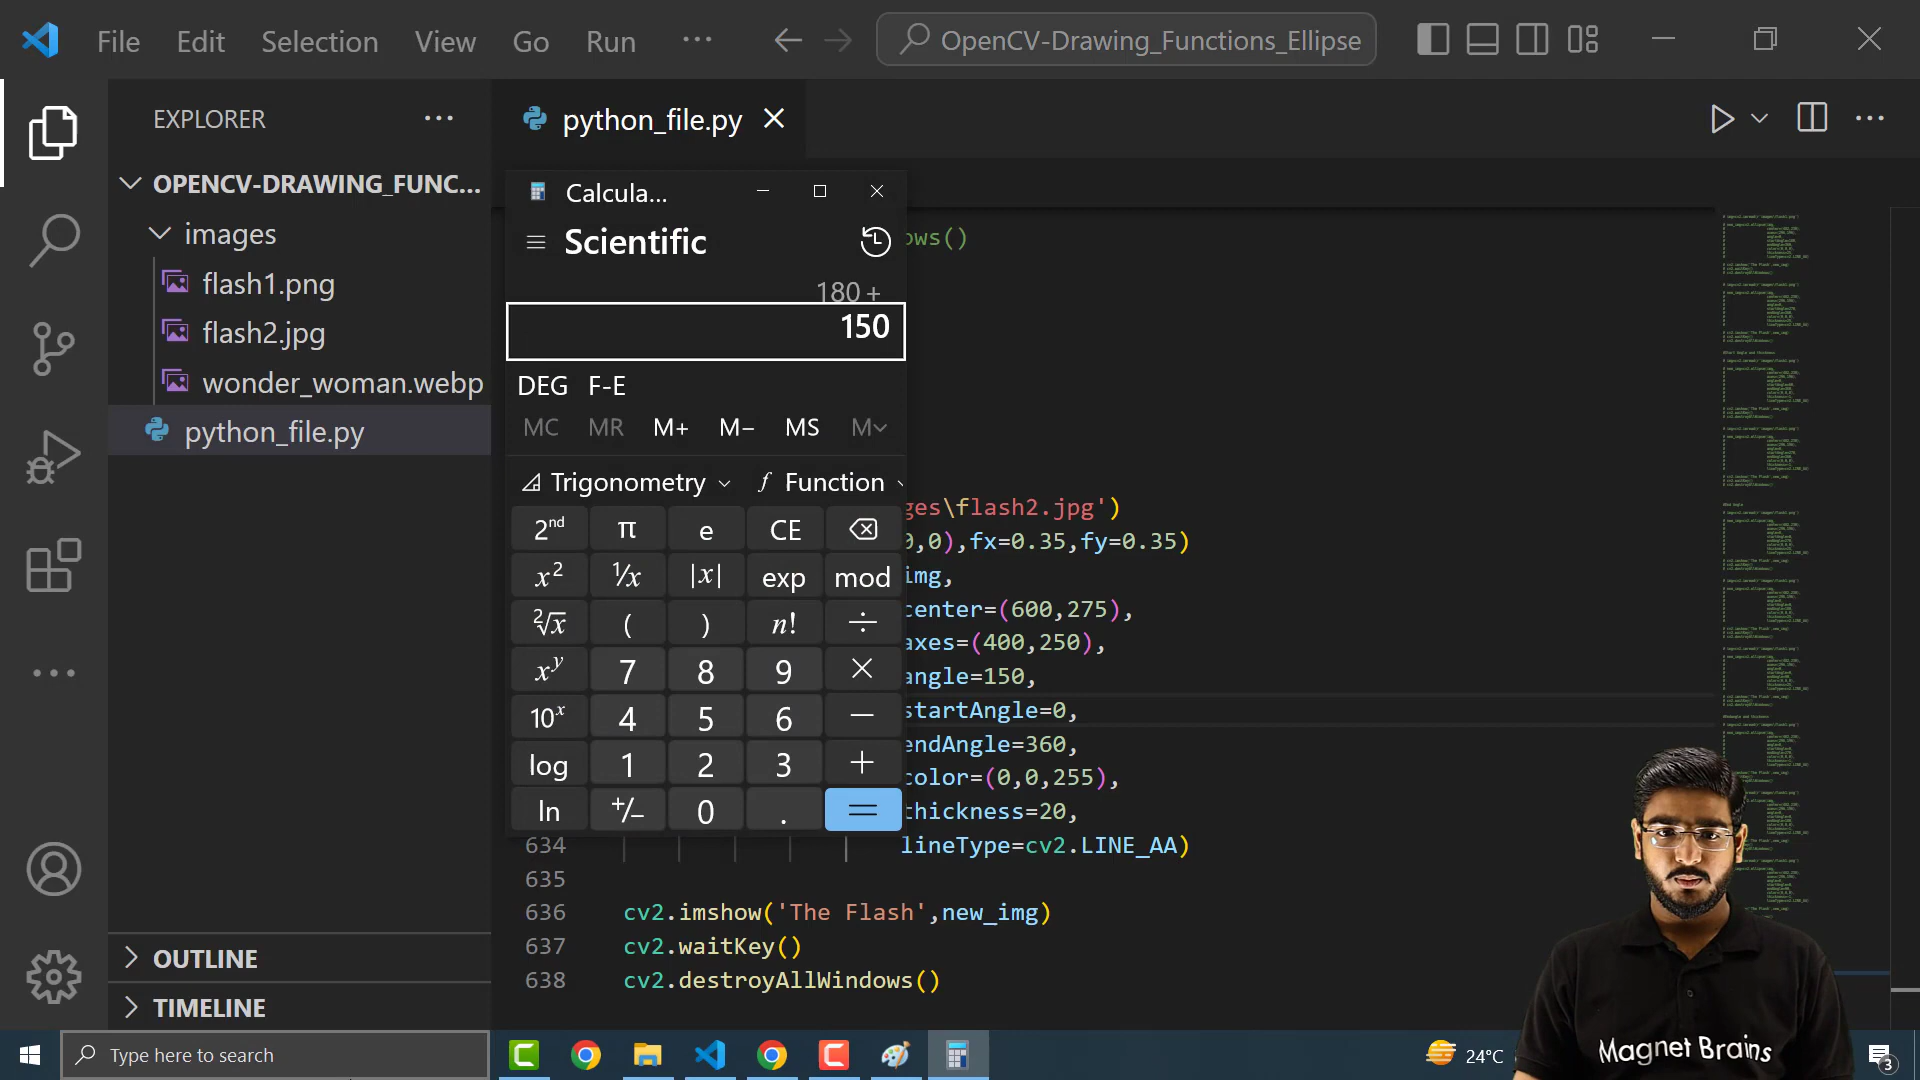 File Edit Selection View Go Run ... OpenCV-Drawing_Functions_Ellipse
EXPLORER ...
python_file.py
OPENCV-DRAWING_FUNC...
images
flash1.png
flash2.jpg
wonder_woman.webp
python_file.py
OUTLINE
TIMELINE
Calcula...
Scientific
180 +
150
DEG F-E
MC MR M+ M− MS M
Trigonometry f Function
2nd π e CE
x² ¹/x |x| exp mod
²√x ( ) n! ÷
xʸ 7 8 9 ×
10ˣ 4 5 6 −
log 1 2 3 +
ln +/− 0 . =
ows()
ges\flash2.jpg')
0,0),fx=0.35,fy=0.35)
img,
center=(600,275),
axes=(400,250),
angle=150,
startAngle=0,
endAngle=360,
color=(0,0,255),
thickness=20,
634 lineType=cv2.LINE_AA)
635
636 cv2.imshow('The Flash',new_img)
637 cv2.waitKey()
638 cv2.destroyAllWindows()
Magnet Brains
Type here to search
24°C
3